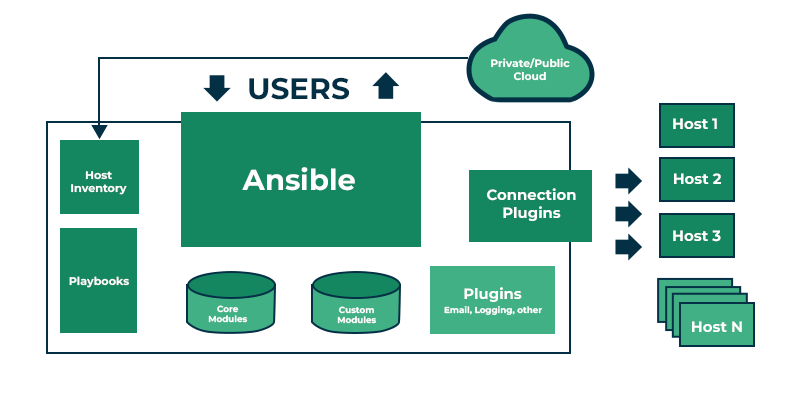 Private/Public
Cloud
USERS
Host
Inventory
Ansible
Connection
Plugins
Host 1
Host 2
Host 3
Playbooks
Core
Modules
Custom
Modules
Plugins
Email, Logging, other
Host N